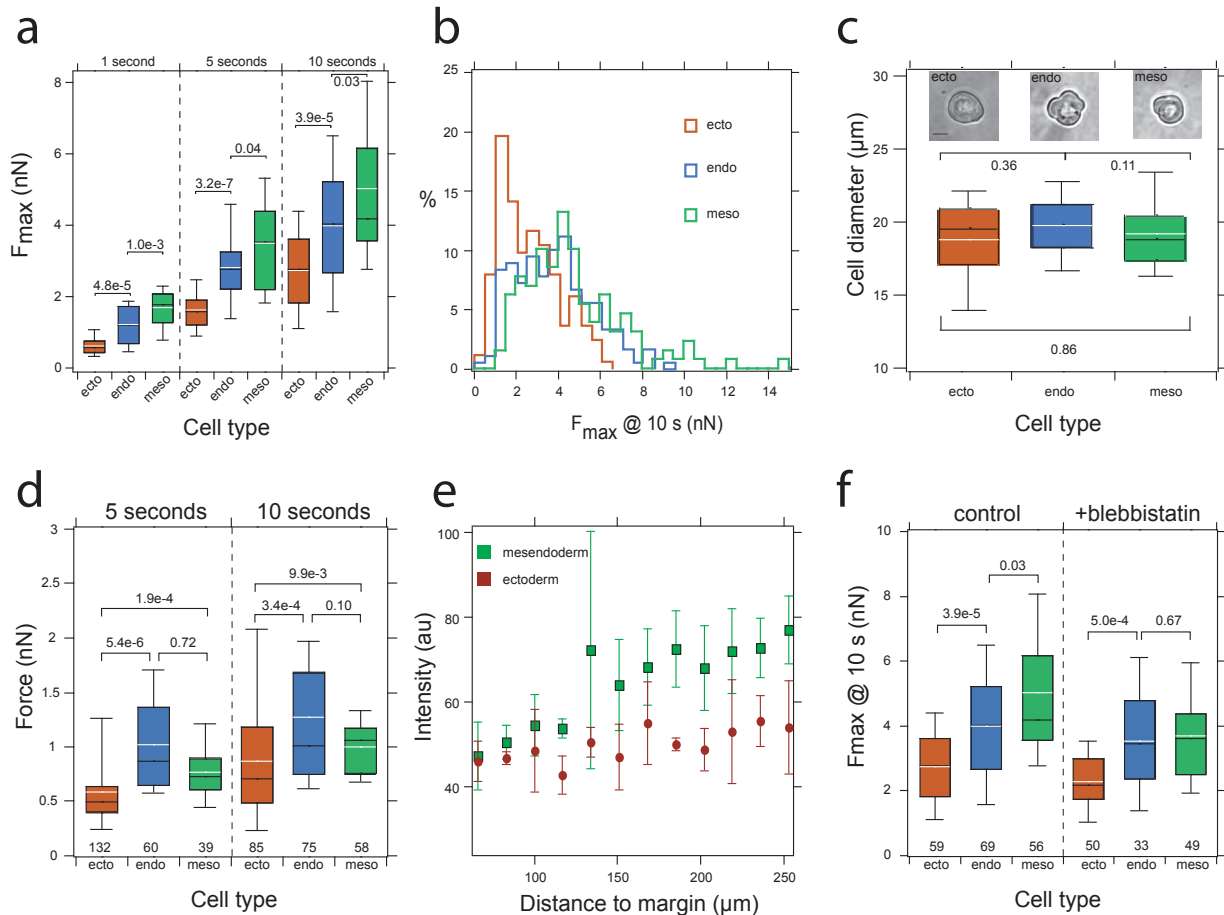 a
1 second 5 seconds 10 seconds
0.03
3.9e-5
0.04
3.2e-7
1.0e-3
4.8e-5
8
6
4
2
0
Fmax (nN)
ecto endo meso ecto endo meso ecto endo meso
Cell type
b
25
20
15
10
5
0
%
ecto
endo
meso
0 2 4 6 8 10 12 14
Fmax @ 10 s (nN)
c
30
20
10
Cell diameter (µm)
ecto endo meso
0.36 0.11
0.86
ecto endo meso
Cell type
d
5 seconds 10 seconds
3
2.5
2
1.5
1
0.5
0
Force (nN)
9.9e-3
1.9e-4
3.4e-4 0.10
5.4e-6 0.72
132 60 39 85 75 58
ecto endo meso ecto endo meso
Cell type
e
100
80
60
40
Intensity (au)
mesendoderm
ectoderm
100 150 200 250
Distance to margin (µm)
f
control +blebbistatin
10
8
6
4
2
0
Fmax @ 10 s (nN)
0.03
3.9e-5
5.0e-4 0.67
59 69 56 50 33 49
ecto endo meso ecto endo meso
Cell type